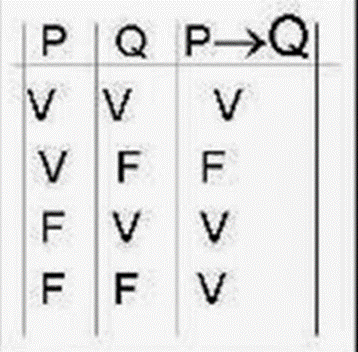 P Q P→Q
V V V
V F F
F V V
F F V